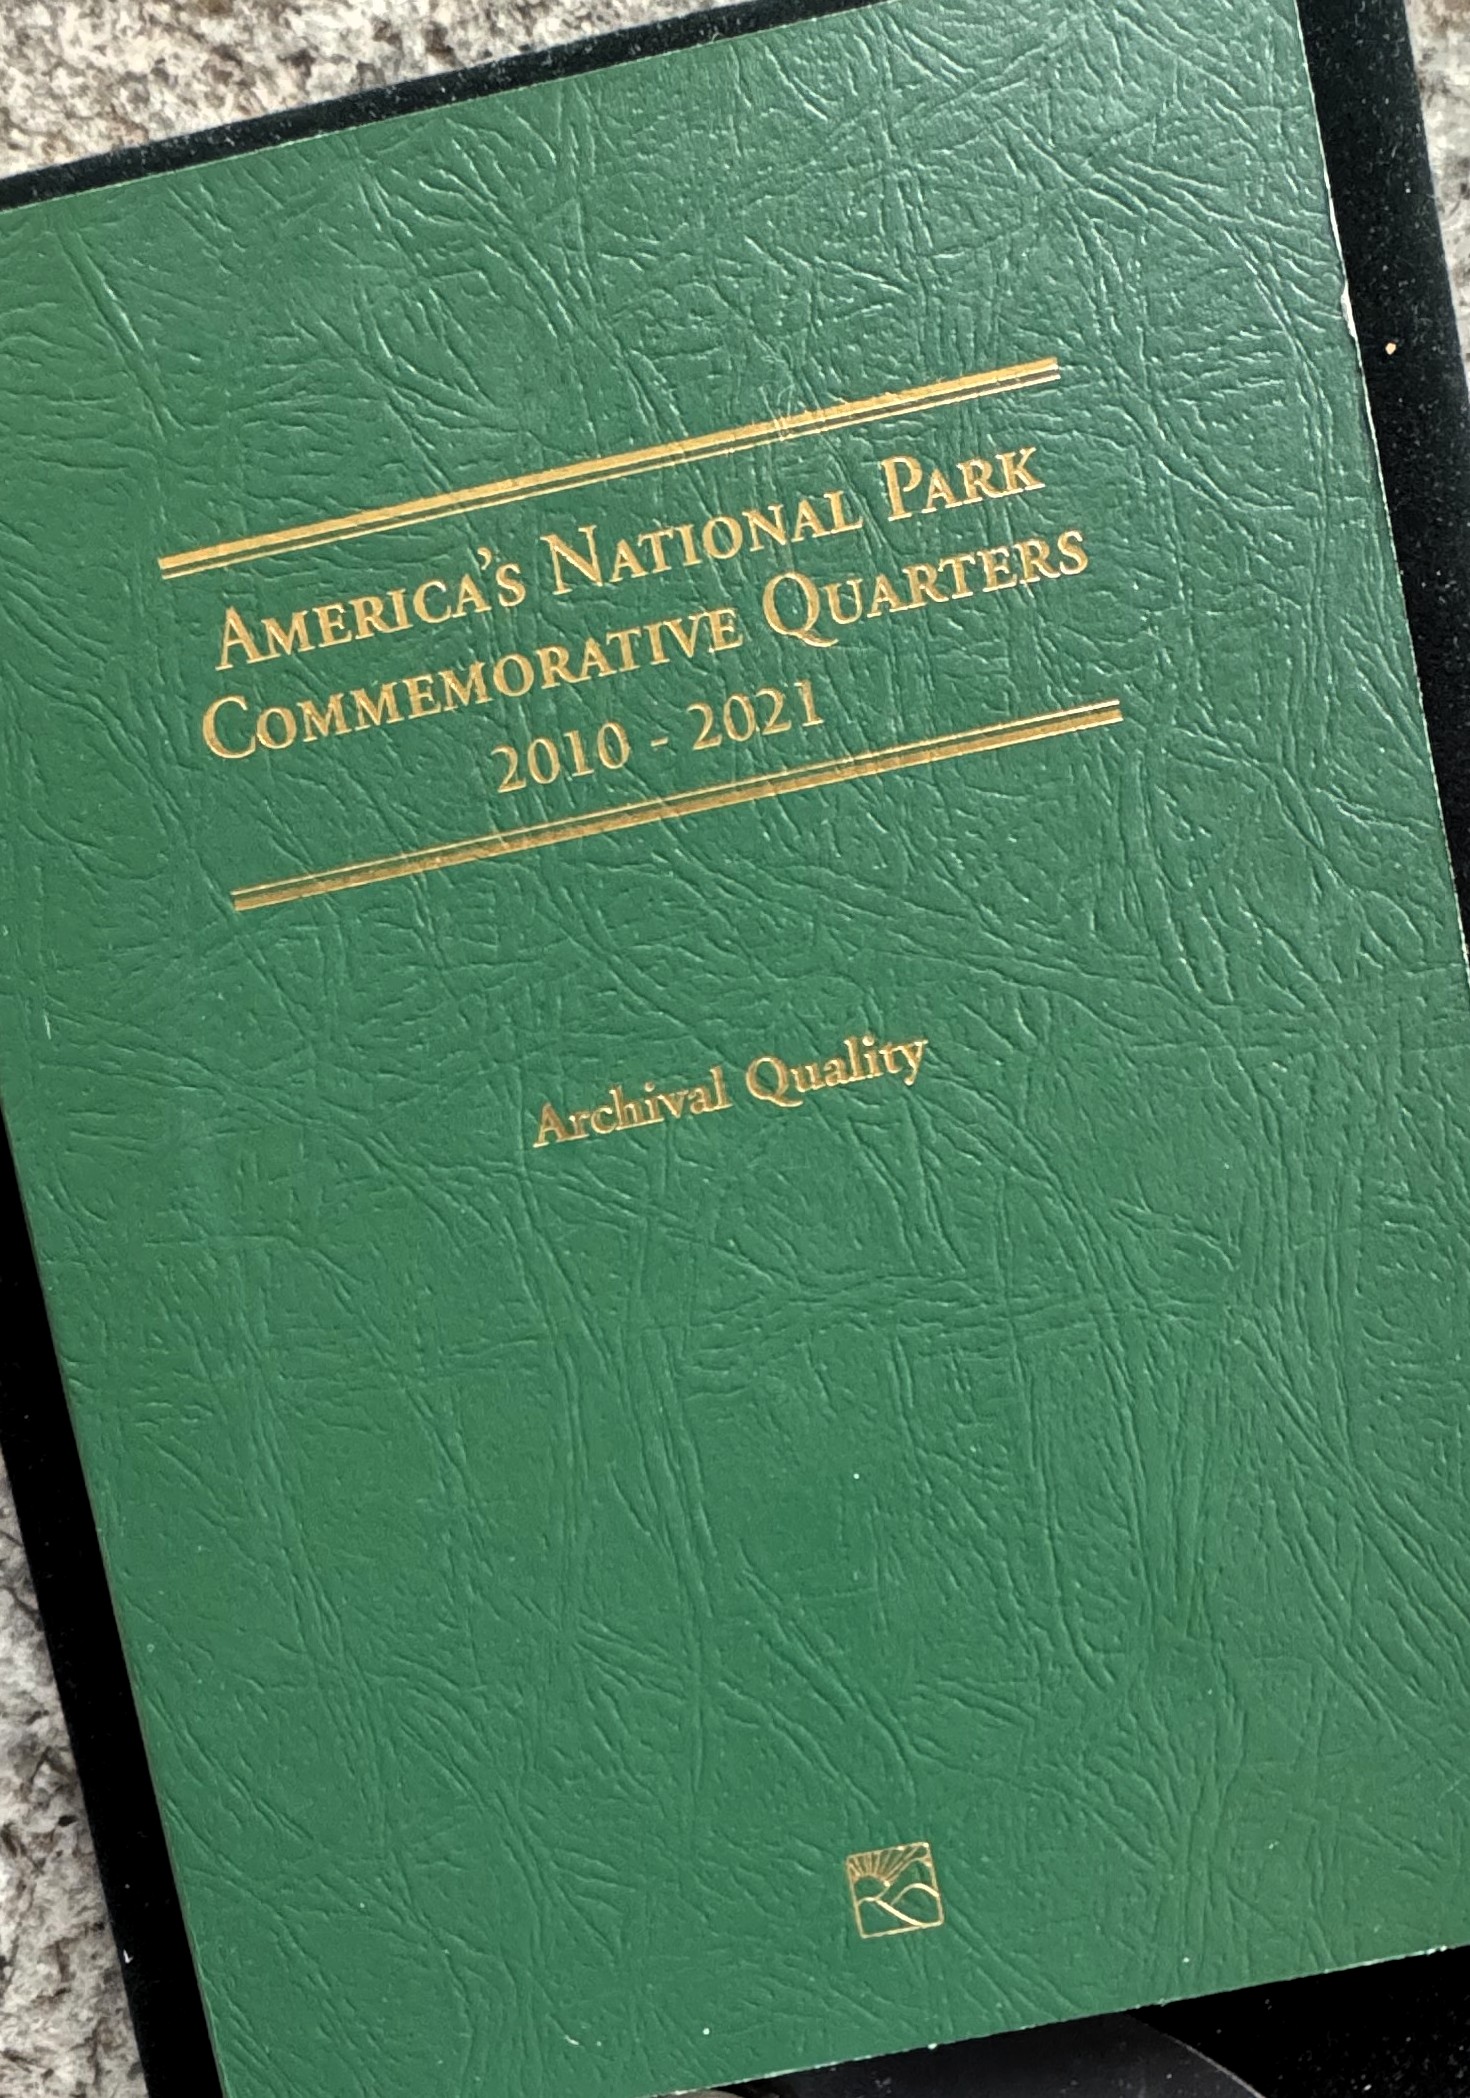 America's National Park
Commemorative Quarters
2010 - 2021
Archival Quality